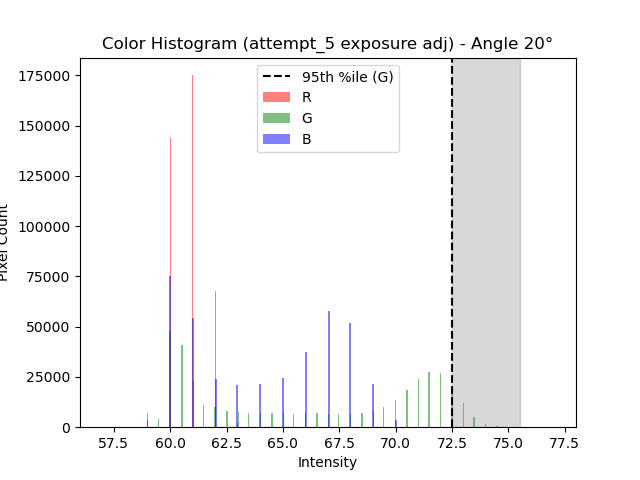 Color Histogram (attempt_5 exposure adj) - Angle 20°
175000
150000
125000
100000
75000
50000
25000
0
Pixel Count
95th %ile (G)
R
G
B
57.5 60.0 62.5 65.0 67.5 70.0 72.5 75.0 77.5
Intensity